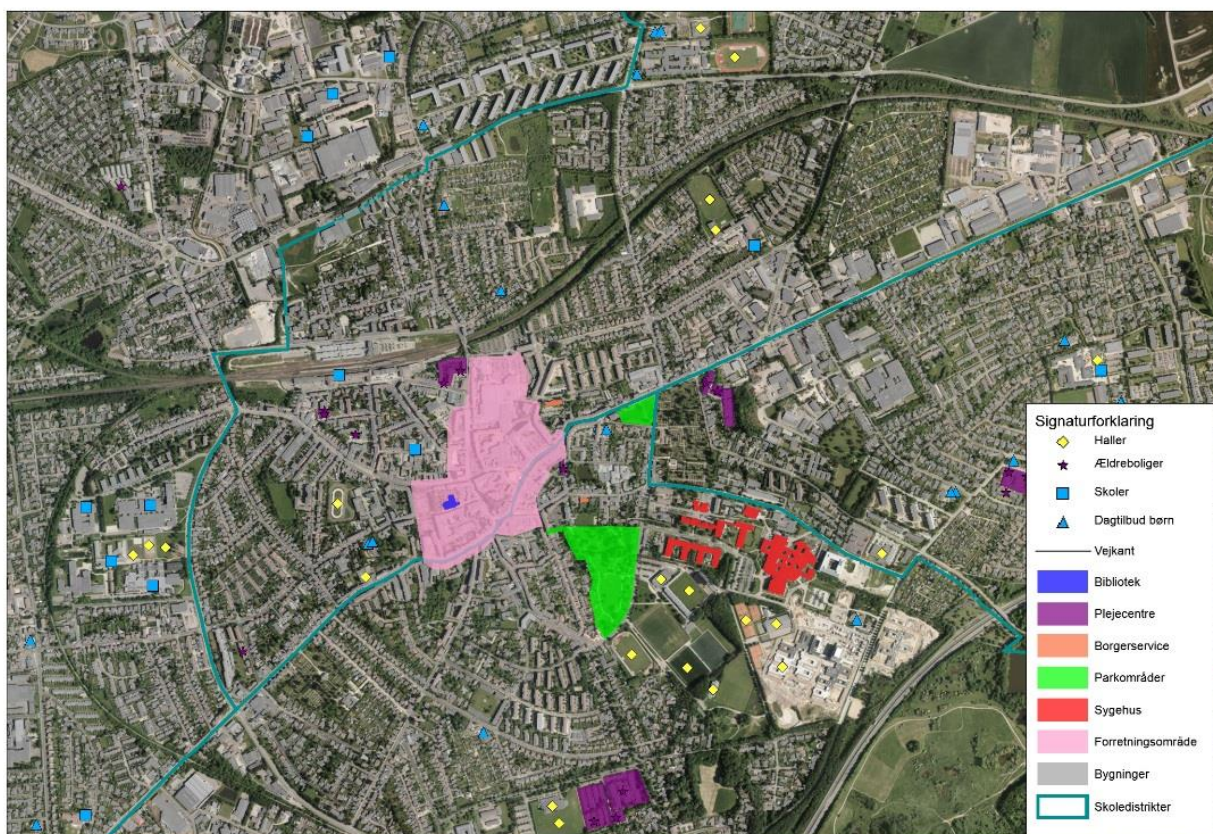 Signaturforklaring
Haller
Ældreboliger
Skoler
Dagtilbud børn
Vejkant
Bibliotek
Plejecentre
Borgerservice
Parkområder
Sygehus
Forretningsområde
Bygninger
Skoledistrikter